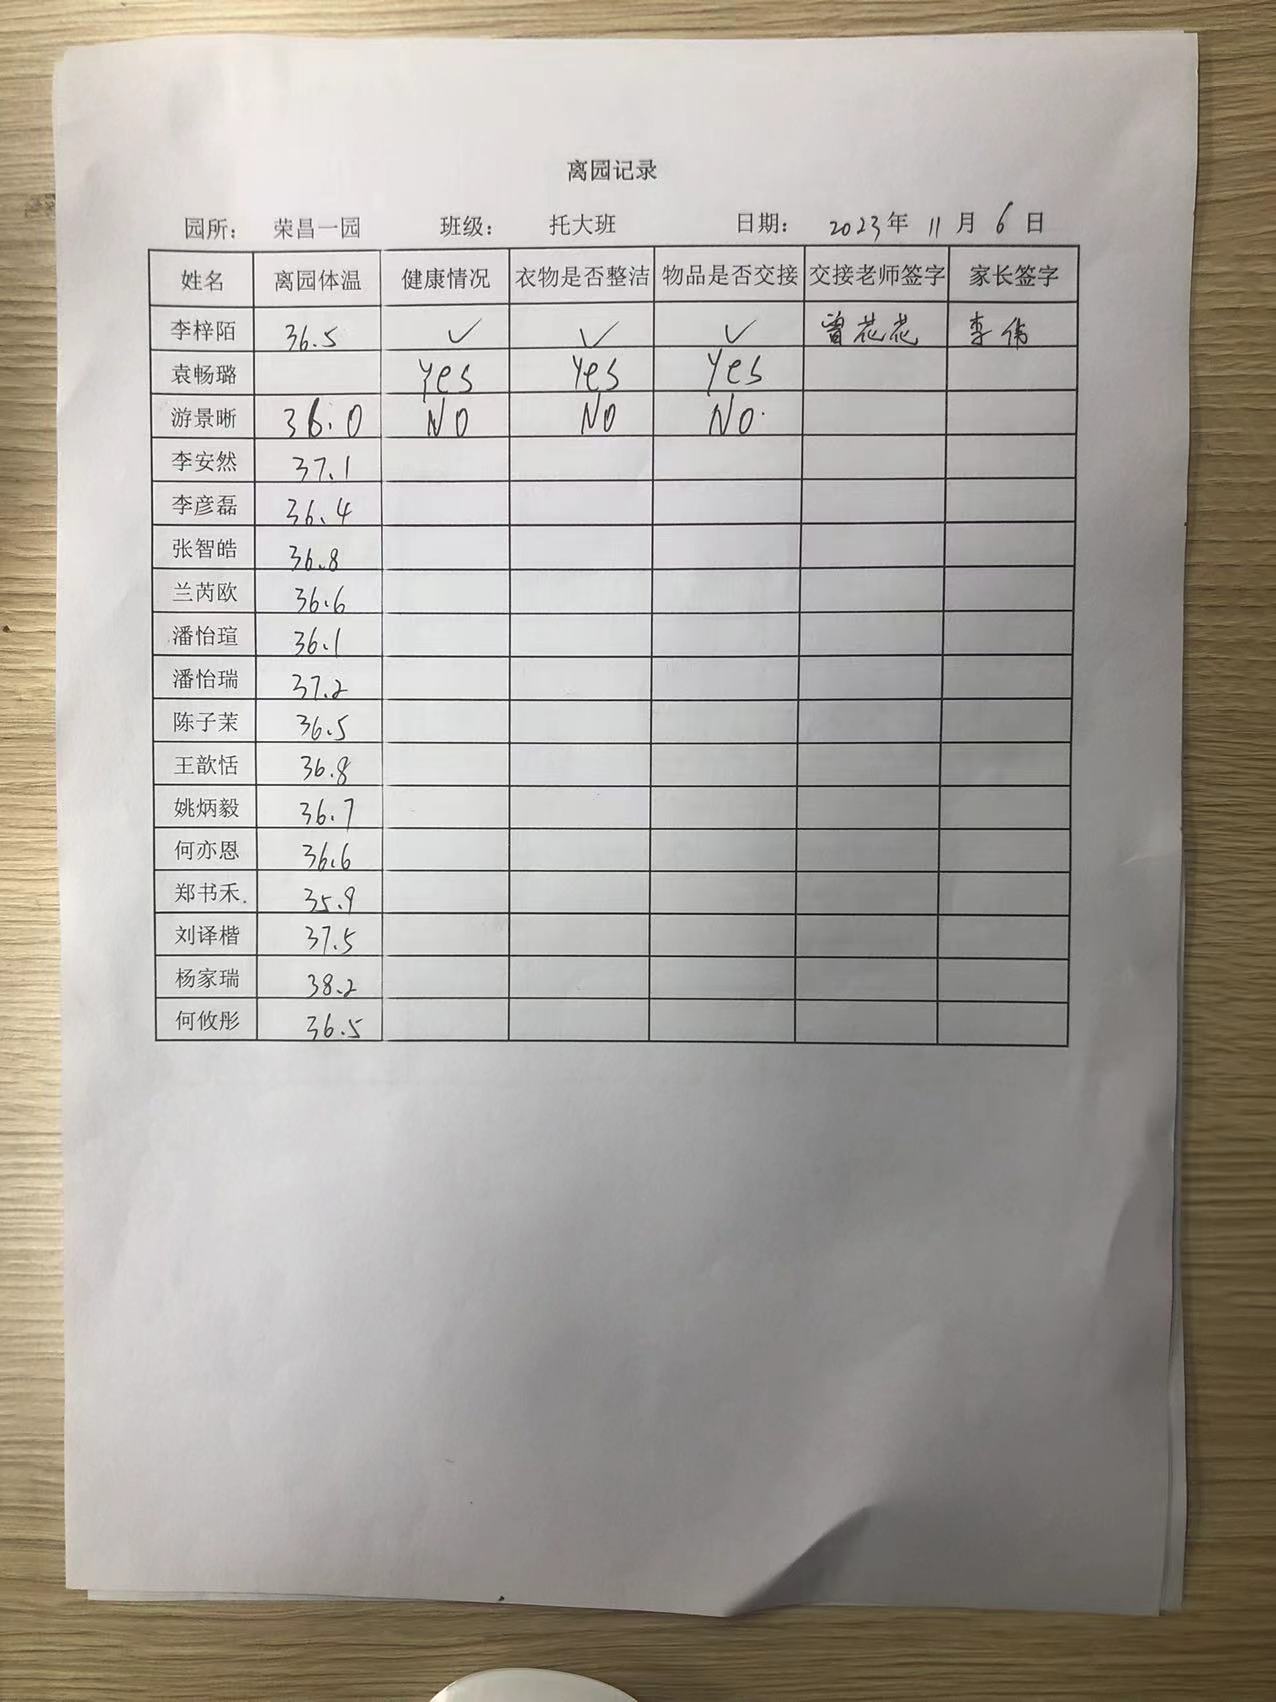 离园记录
园所： 荣昌一园 班级： 托大班 日期： 2023年 11月 6日
姓名 离园体温 健康情况 衣物是否整洁 物品是否交接 交接老师签字 家长签字
李梓陌 36.5 ✓ ✓ ✓ 曾花花 李伟
袁畅璐 Yes Yes Yes
游景晰 36.0 NO NO NO.
李安然 37.1
李彦磊 36.4
张智皓 36.8
兰芮欧 36.6
潘怡瑄 36.1
潘怡瑞 37.2
陈子茉 36.5
王歆恬 36.8
姚炳毅 36.7
何亦恩 36.6
郑书禾. 35.9
刘译楷 37.5
杨家瑞 38.2
何攸彤 36.5